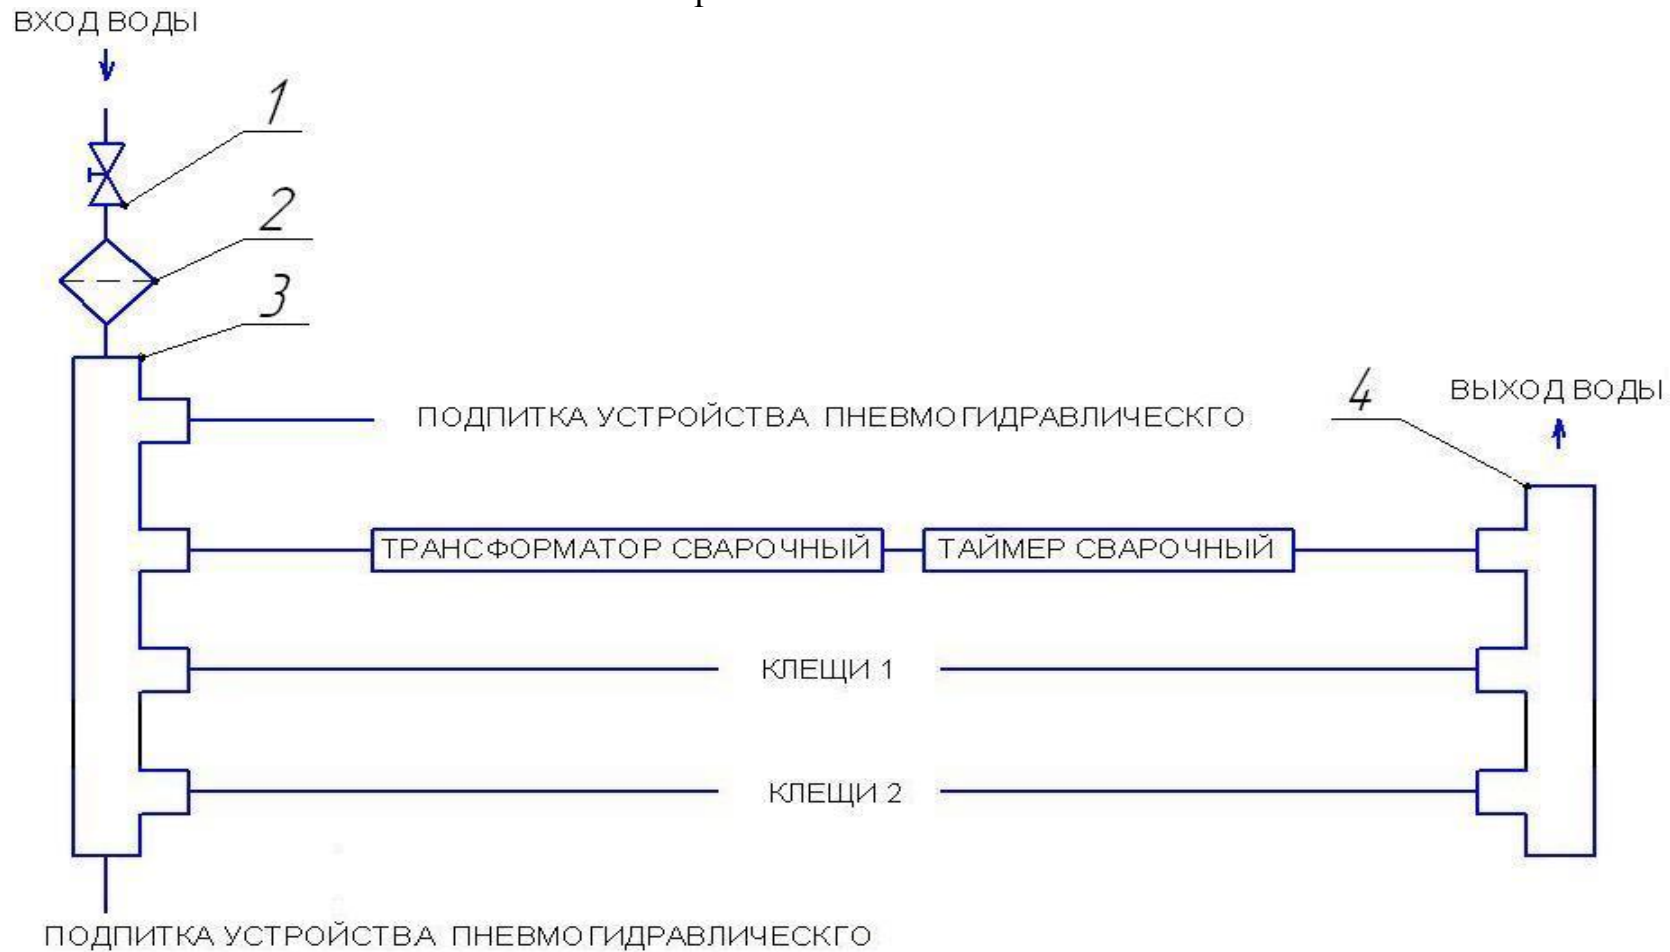 р
ВХОД ВОДЫ
1
2
3
4
ВЫХОД ВОДЫ
ПОДПИТКА УСТРОЙСТВА ПНЕВМОГИДРАВЛИЧЕСКГО
ТРАНСФОРМАТОР СВАРОЧНЫЙ
ТАЙМЕР СВАРОЧНЫЙ
КЛЕЩИ 1
КЛЕЩИ 2
ПОДПИТКА УСТРОЙСТВА ПНЕВМОГИДРАВЛИЧЕСКГО